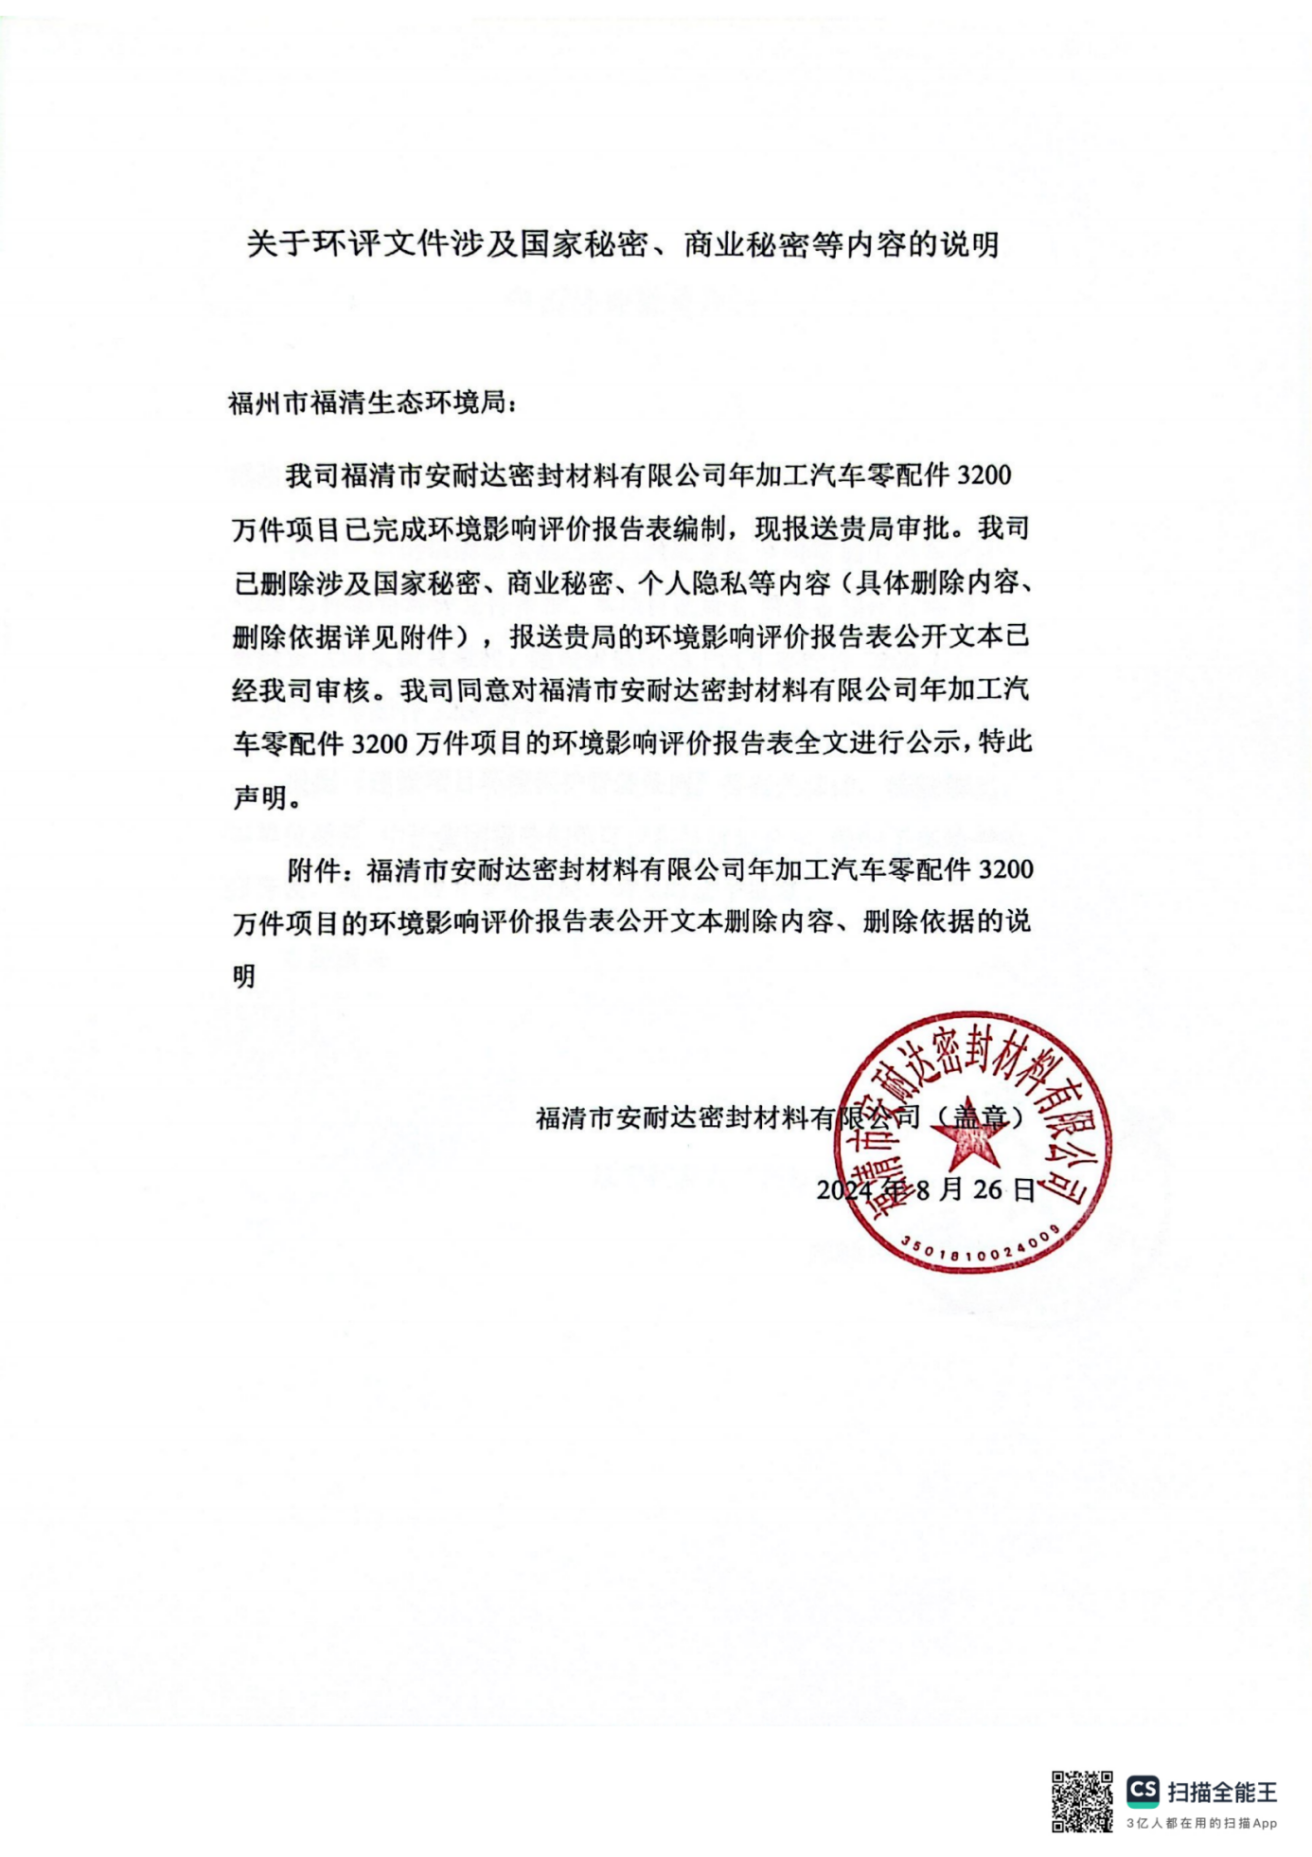 关于环评文件涉及国家秘密、商业秘密等内容的说明
福州市福清生态环境局：
我司福清市安耐达密封材料有限公司年加工汽车零配件 3200
万件项目已完成环境影响评价报告表编制，现报送贵局审批。我司
已删除涉及国家秘密、商业秘密、个人隐私等内容（具体删除内容、
删除依据详见附件），报送贵局的环境影响评价报告表公开文本已
经我司审核。我司同意对福清市安耐达密封材料有限公司年加工汽
车零配件 3200 万件项目的环境影响评价报告表全文进行公示，特此
声明。
附件：福清市安耐达密封材料有限公司年加工汽车零配件 3200
万件项目的环境影响评价报告表公开文本删除内容、删除依据的说
明
福清市安耐达密封材料有限公司
福清市安耐达密封材料有限公司（盖章）
2024 年 8 月 26 日
3501810024009
CS 扫描全能王
3亿人都在用的扫描App